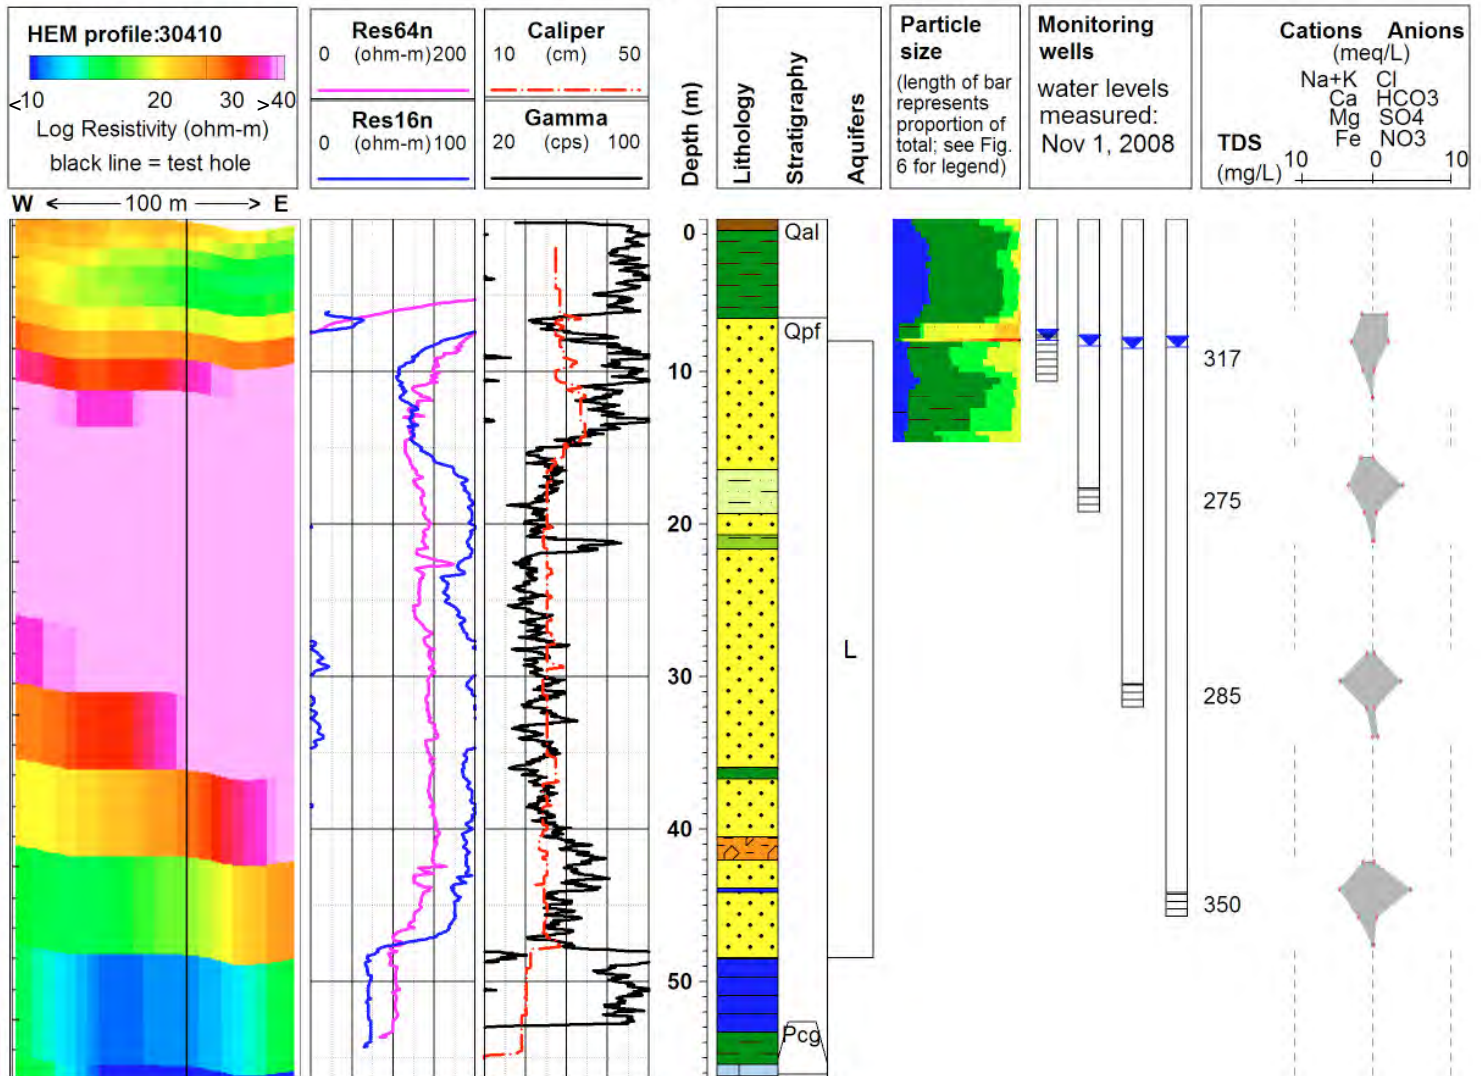 HEM profile:30410
<10 20 30 >40
Log Resistivity (ohm-m)
black line = test hole
W <—— 100 m ——> E
Res64n
0 (ohm-m) 200
Res16n
0 (ohm-m) 100
Caliper
10 (cm) 50
Gamma
20 (cps) 100
Depth (m)
Lithology
Stratigraphy
Aquifers
Particle
size
(length of bar
represents
proportion of
total; see Fig.
6 for legend)
Monitoring
wells
water levels
measured:
Nov 1, 2008
Cations Anions
(meq/L)
Na+K Cl
Ca HCO3
Mg SO4
Fe NO3
TDS
(mg/L)
10 0 10
0
10
20
30
40
50
Qal
Qpf
L
Pcg
317
275
285
350